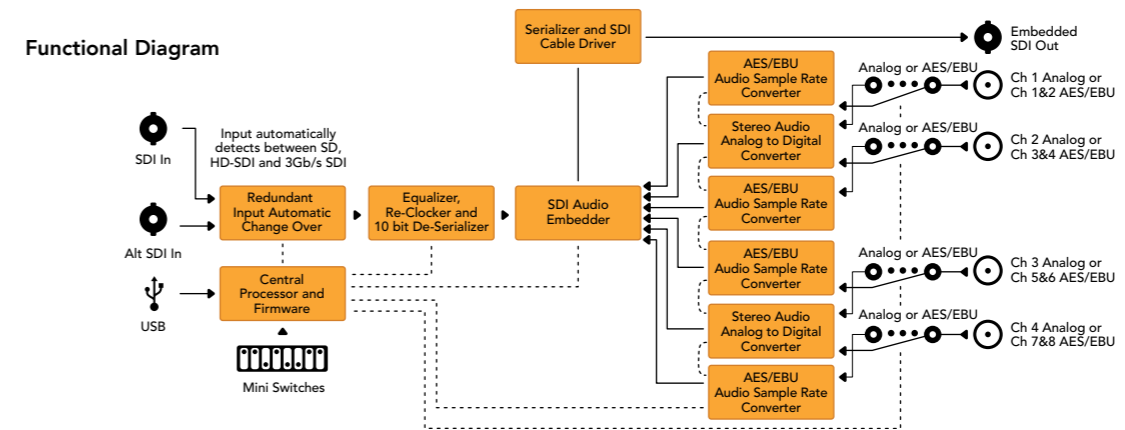 Functional Diagram
Serializer and SDI
Cable Driver
Embedded
SDI Out
SDI In
Input automatically
detects between SD,
HD-SDI and 3Gb/s SDI
Alt SDI In
Redundant
Input Automatic
Change Over
Equalizer,
Re-Clocker and
10 bit De-Serializer
SDI Audio
Embedder
USB
Central
Processor and
Firmware
Mini Switches
AES/EBU
Audio Sample Rate
Converter
Analog or AES/EBU
Ch 1 Analog or
Ch 1&2 AES/EBU
Stereo Audio
Analog to Digital
Converter
Analog or AES/EBU
Ch 2 Analog or
Ch 3&4 AES/EBU
AES/EBU
Audio Sample Rate
Converter
AES/EBU
Audio Sample Rate
Converter
Analog or AES/EBU
Ch 3 Analog or
Ch 5&6 AES/EBU
Stereo Audio
Analog to Digital
Converter
Analog or AES/EBU
Ch 4 Analog or
Ch 7&8 AES/EBU
AES/EBU
Audio Sample Rate
Converter